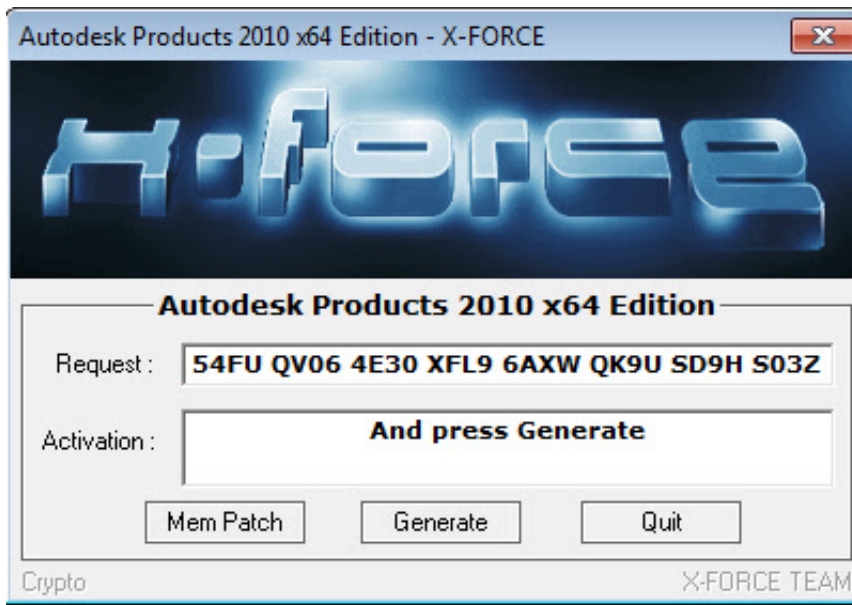 Autodesk Products 2010 x64 Edition - X-FORCE
x-force
Autodesk Products 2010 x64 Edition
Request : 54FU QV06 4E30 XFL9 6AXW QK9U SD9H S03Z
Activation : And press Generate
Mem Patch Generate Quit
Crypto X-FORCE TEAM